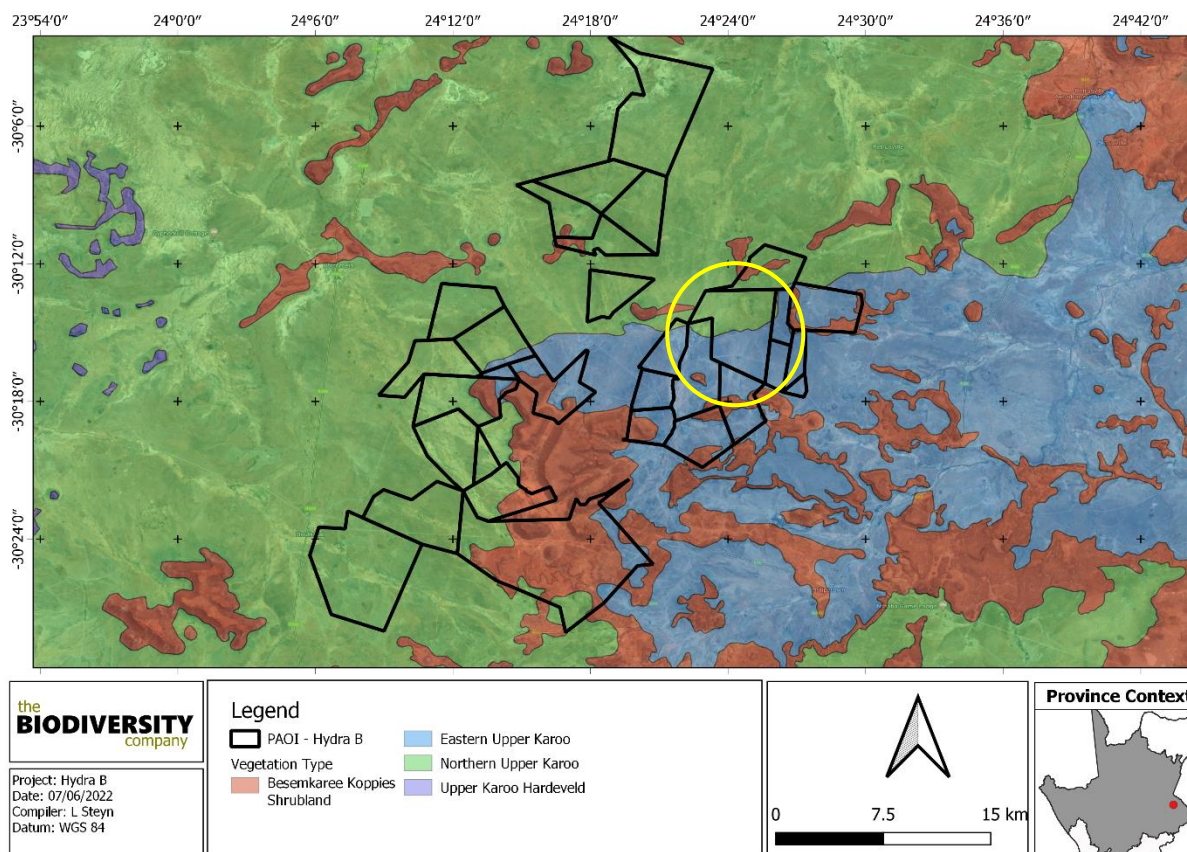 23°54'0" 24°0'0" 24°6'0" 24°12'0" 24°18'0" 24°24'0" 24°30'0" 24°36'0" 24°42'0"
-30°6'0"
-30°12'0"
-30°18'0"
-30°24'0"
the
BIODIVERSITY
company
Project: Hydra B
Date: 07/06/2022
Compiler: L Steyn
Datum: WGS 84
Legend
PAOI - Hydra B
Vegetation Type
Besemkaree Koppies
Shrubland
Eastern Upper Karoo
Northern Upper Karoo
Upper Karoo Hardeveld
0 7.5 15 km
Province Context